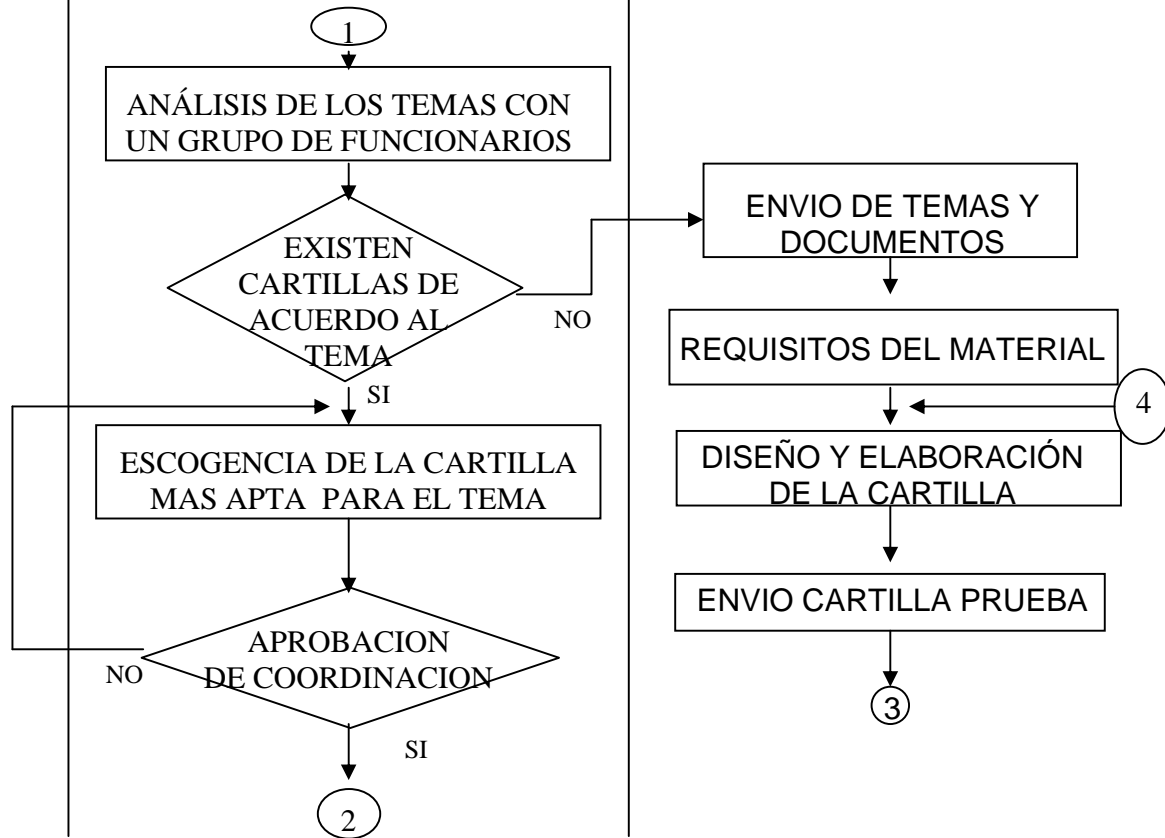 1
ANÁLISIS DE LOS TEMAS CON
UN GRUPO DE FUNCIONARIOS
EXISTEN
CARTILLAS DE
ACUERDO AL
TEMA
NO
SI
ESCOGENCIA DE LA CARTILLA
MAS APTA PARA EL TEMA
APROBACION
DE COORDINACION
NO
SI
2
ENVIO DE TEMAS Y
DOCUMENTOS
REQUISITOS DEL MATERIAL
4
DISEÑO Y ELABORACIÓN
DE LA CARTILLA
ENVIO CARTILLA PRUEBA
3